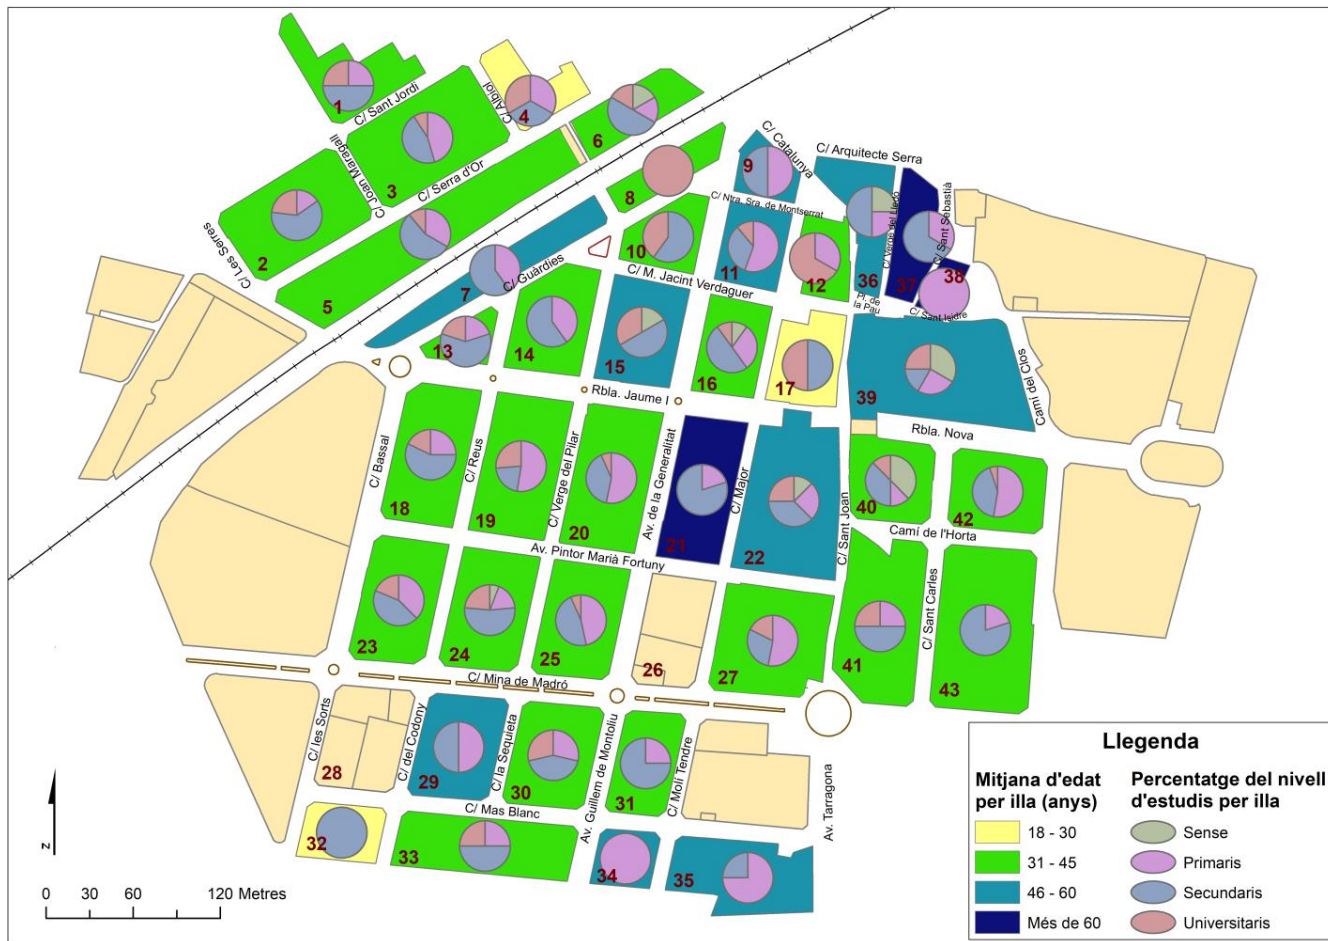 1
C/ Sant Jordi
C/ Albiol
4
6
C/ Joan Maragall
3
C/ Serra d'Or
2
C/ Les Serres
5
7
C/ Guàrdies
8
9
C/ Catalunya
C/ Arquitecte Serra
C/ Ntra. Sra. de Montserrat
C/ Verge del Lledó
C/ Sant Sebastià
10
11
12
36
37
38
C/ M. Jacint Verdaguer
Pl. de
la Pau
C/ Sant Isidre
13
14
15
16
17
39
Camí del Clos
Rbla. Jaume I
Rbla. Nova
C/ Bassal
C/ Reus
C/ Verge del Pilar
Av. de la Generalitat
C/ Major
C/ Sant Joan
18
19
20
21
22
40
42
Camí de l'Horta
Av. Pintor Marià Fortuny
C/ Sant Carles
23
24
25
26
27
41
43
C/ Mina de Madró
C/ les Sorts
C/ del Codony
C/ la Sequieta
Av. Guillem de Montoliu
C/ Molí Tendre
Av. Tarragona
28
29
30
31
C/ Mas Blanc
32
33
34
35
N
0 30 60 120 Metres
Llegenda
Mitjana d'edat
per illa (anys)
18 - 30
31 - 45
46 - 60
Més de 60
Percentatge del nivell
d'estudis per illa
Sense
Primaris
Secundaris
Universitaris